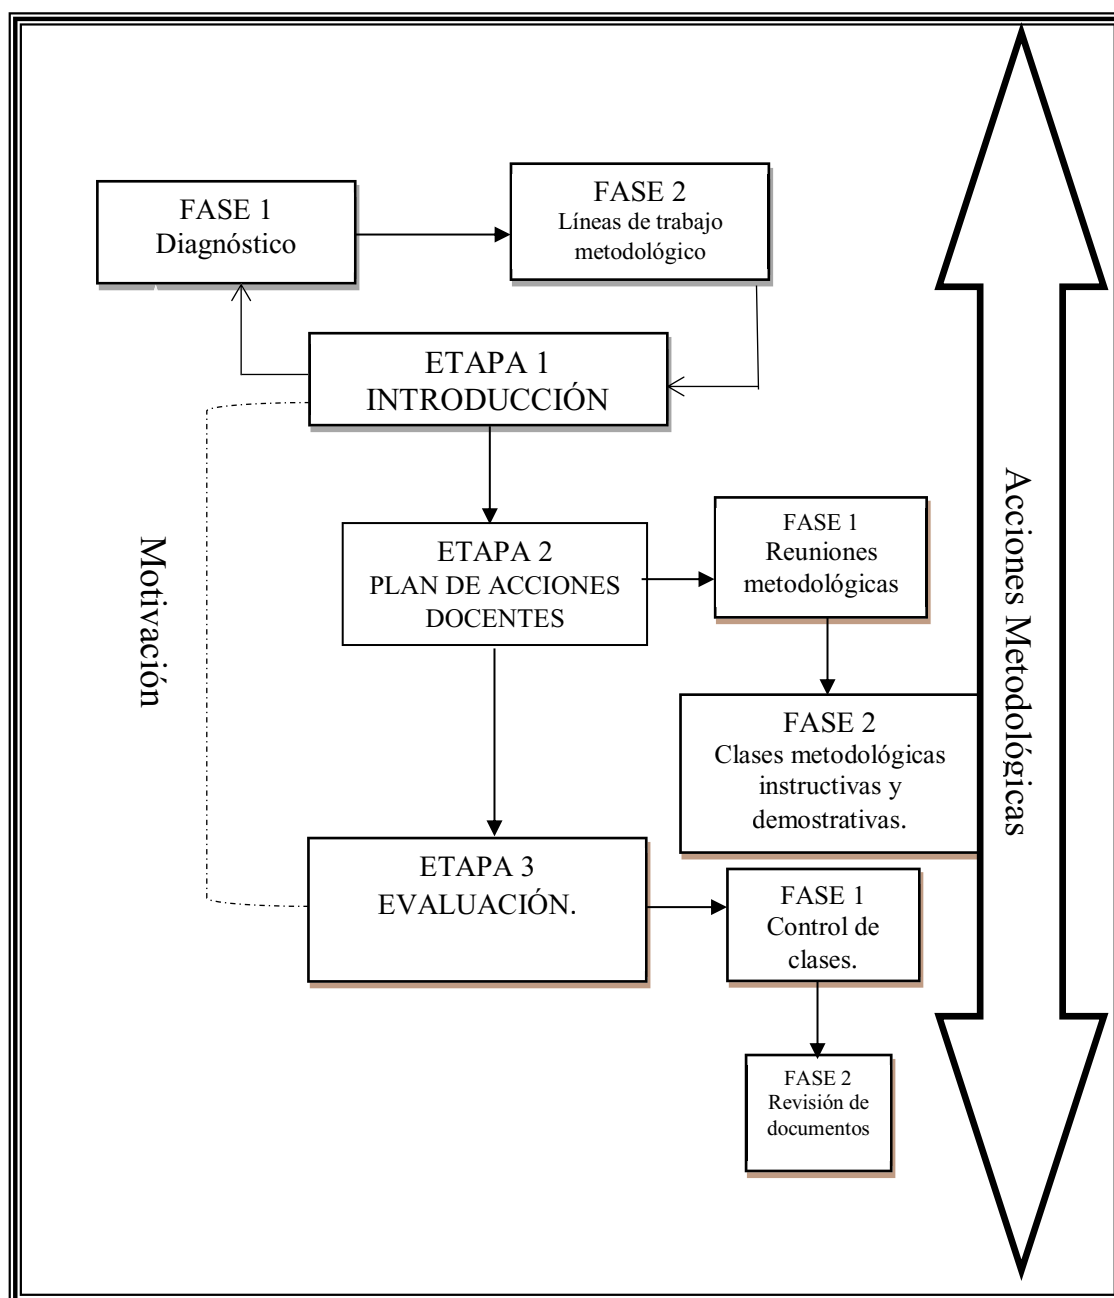 FASE 1
Diagnóstico
FASE 2
Líneas de trabajo
metodológico
ETAPA 1
INTRODUCCIÓN
ETAPA 2
PLAN DE ACCIONES
DOCENTES
FASE 1
Reuniones
metodológicas
FASE 2
Clases metodológicas
instructivas y
demostrativas.
ETAPA 3
EVALUACIÓN.
FASE 1
Control de
clases.
FASE 2
Revisión de
documentos
Motivación
Acciones Metodológicas